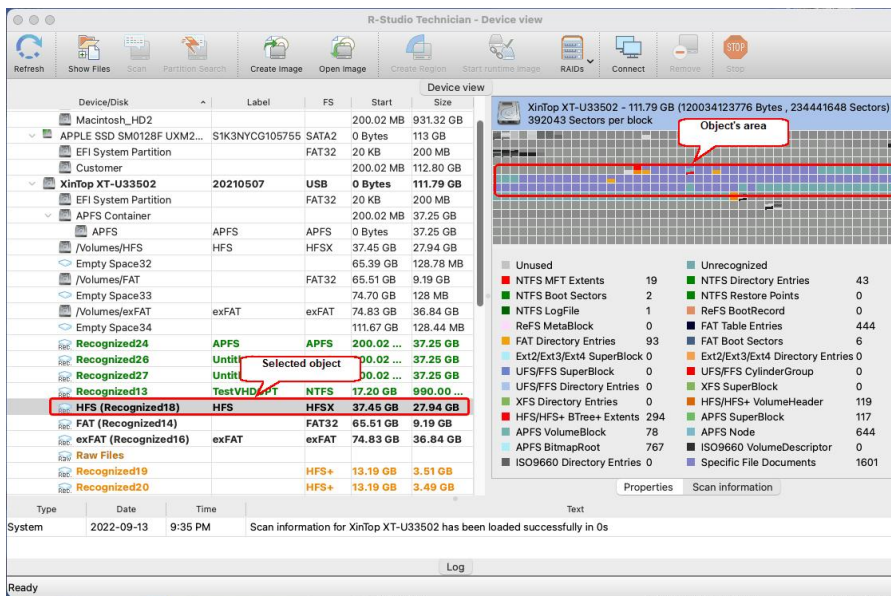 R-Studio Technician - Device view
Refresh Show Files Scan Partition Search Create Image Open Image Create Region Start runtime Image RAIDs Connect Remove Stop
STOP
Device view
Device/Disk Label FS Start Size
Macintosh_HD2 200.02 MB 931.32 GB
APPLE SSD SM0128F UXM2... S1K3NYCG105755 SATA2 0 Bytes 113 GB
EFI System Partition FAT32 20 KB 200 MB
Customer 200.02 MB 112.80 GB
XinTop XT-U33502 20210507 USB 0 Bytes 111.79 GB
EFI System Partition FAT32 20 KB 200 MB
APFS Container 200.02 MB 37.25 GB
APFS APFS APFS 0 Bytes 37.25 GB
/Volumes/HFS HFS HFSX 37.45 GB 27.94 GB
Empty Space32 65.39 GB 128.78 MB
/Volumes/FAT FAT32 65.51 GB 9.19 GB
Empty Space33 74.70 GB 128 MB
/Volumes/exFAT exFAT exFAT 74.83 GB 36.84 GB
Empty Space34 111.67 GB 128.44 MB
Rec Recognized24 APFS APFS 200.02 ... 37.25 GB
Rec Recognized26 Untitl 00.02 ... 37.25 GB
Rec Recognized27 Untitl 00.02 ... 37.25 GB
Selected object
Rec Recognized13 TestVHDGPT NTFS 17.20 GB 990.00 ...
Rec HFS (Recognized18) HFS HFSX 37.45 GB 27.94 GB
Rec FAT (Recognized14) FAT32 65.51 GB 9.19 GB
Rec exFAT (Recognized16) exFAT exFAT 74.83 GB 36.84 GB
Raw Raw Files
Rec Recognized19 HFS+ 13.19 GB 3.51 GB
Rec Recognized20 HFS+ 13.19 GB 3.49 GB
XinTop XT-U33502 - 111.79 GB (120034123776 Bytes , 234441648 Sectors)
392043 Sectors per block
Object's area
Unused Unrecognized
NTFS MFT Extents 19 NTFS Directory Entries 43
NTFS Boot Sectors 2 NTFS Restore Points 0
NTFS LogFile 1 ReFS BootRecord 0
ReFS MetaBlock 0 FAT Table Entries 444
FAT Directory Entries 93 FAT Boot Sectors 6
Ext2/Ext3/Ext4 SuperBlock 0 Ext2/Ext3/Ext4 Directory Entries 0
UFS/FFS SuperBlock 0 UFS/FFS CylinderGroup 0
UFS/FFS Directory Entries 0 XFS SuperBlock 0
XFS Directory Entries 0 HFS/HFS+ VolumeHeader 119
HFS/HFS+ BTree+ Extents 294 APFS SuperBlock 117
APFS VolumeBlock 78 APFS Node 644
APFS BitmapRoot 767 ISO9660 VolumeDescriptor 0
ISO9660 Directory Entries 0 Specific File Documents 1601
Properties Scan information
Type Date Time Text
System 2022-09-13 9:35 PM Scan information for XinTop XT-U33502 has been loaded successfully in 0s
Log
Ready